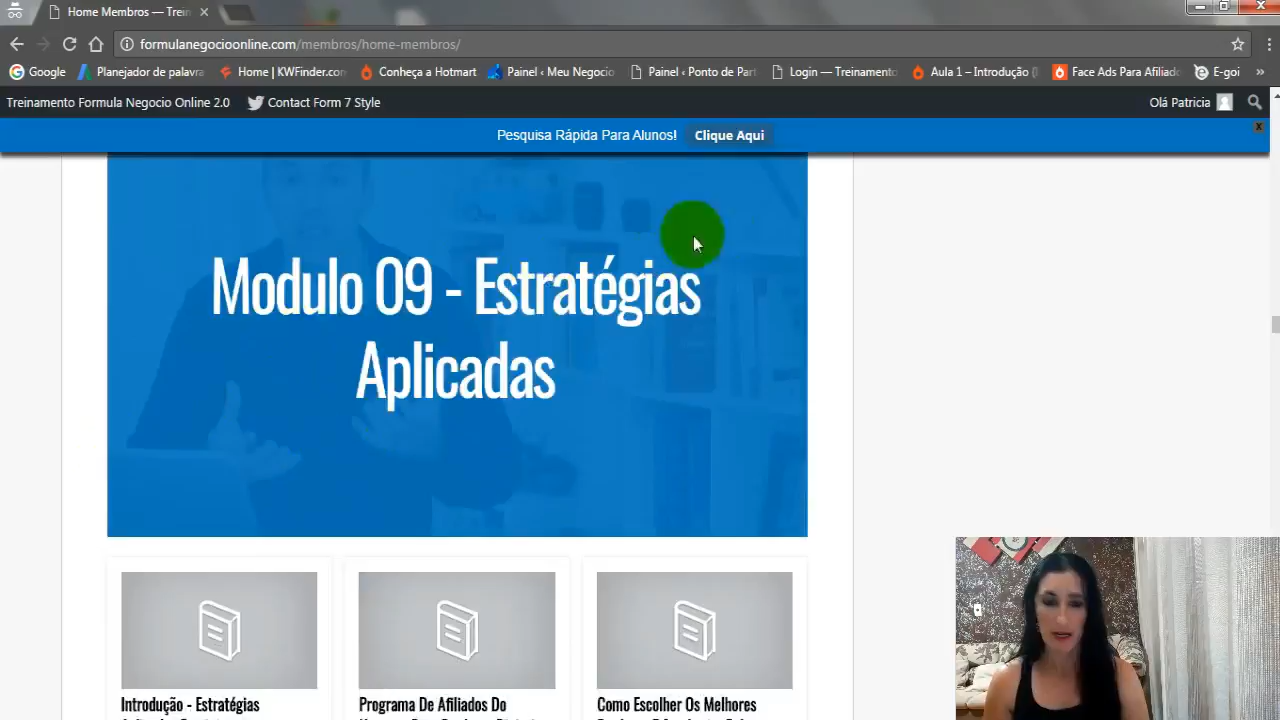 Home Membros — Trein
formulanegocioonline.com/membros/home-membros/
Google Planejador de palavra Home | KWFinder.com Conheça a Hotmart Painel ‹ Meu Negocio Painel ‹ Ponto de Part Login — Treinamento Aula 1 – Introdução ( Face Ads Para Afiliado E-goi »
Treinamento Formula Negocio Online 2.0 Contact Form 7 Style Olá Patricia
Pesquisa Rápida Para Alunos! Clique Aqui X
Modulo 09 - Estratégias
Aplicadas
Introdução - Estratégias Programa De Afiliados Do Como Escolher Os Melhores